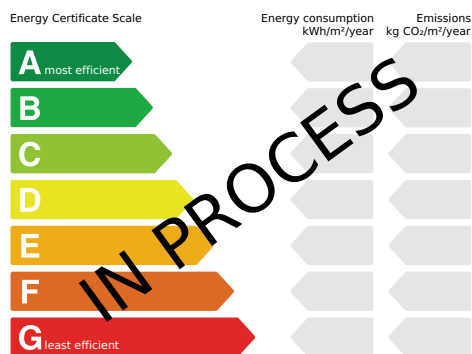 Energy Certificate Scale
Energy consumption
kWh/m²/year
Emissions
kg CO₂/m²/year
A most efficient
B
C
D
E
F
G least efficient
IN PROCESS